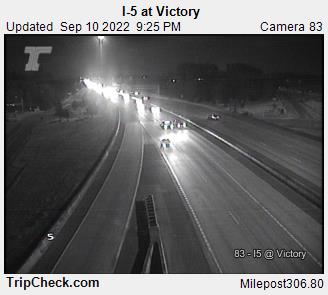 I-5 at Victory
Updated Sep 10 2022 9:25 PM Camera 83
T
5
83 - I5 @ Victory
TripCheck.com Milepost306.80